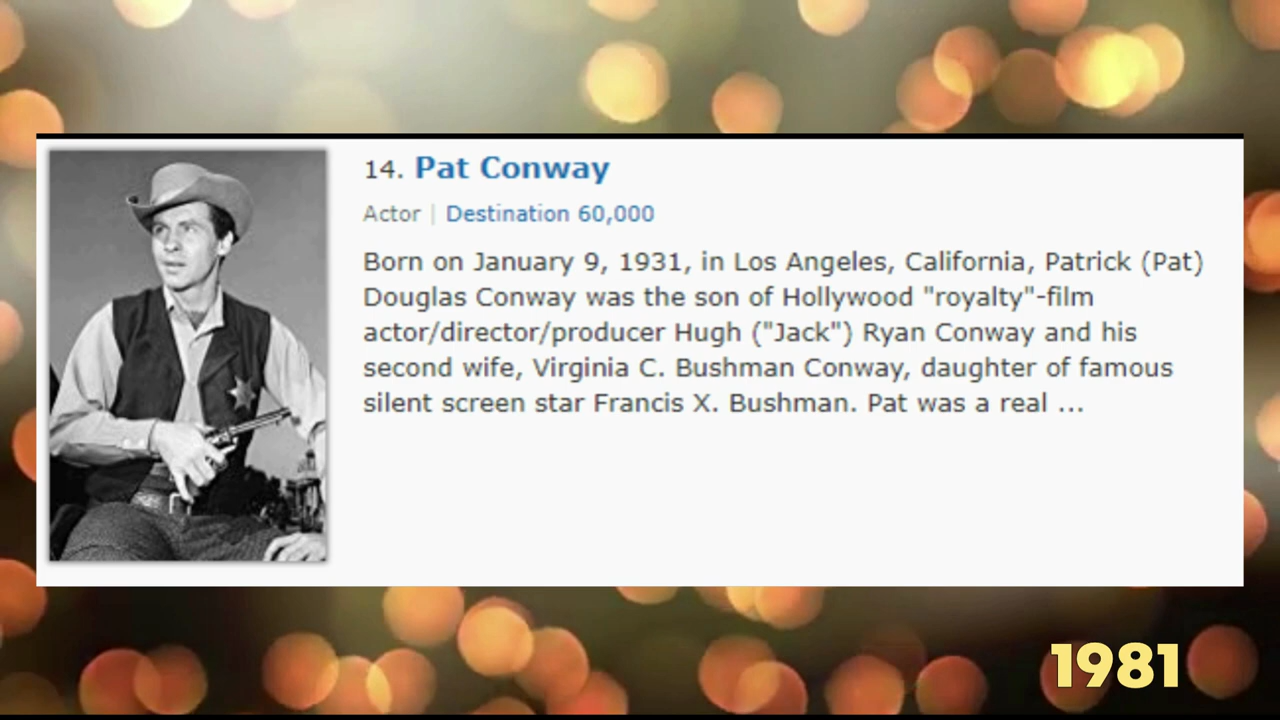 14. Pat Conway
Actor | Destination 60,000
Born on January 9, 1931, in Los Angeles, California, Patrick (Pat)
Douglas Conway was the son of Hollywood "royalty"-film
actor/director/producer Hugh ("Jack") Ryan Conway and his
second wife, Virginia C. Bushman Conway, daughter of famous
silent screen star Francis X. Bushman. Pat was a real ...
1981